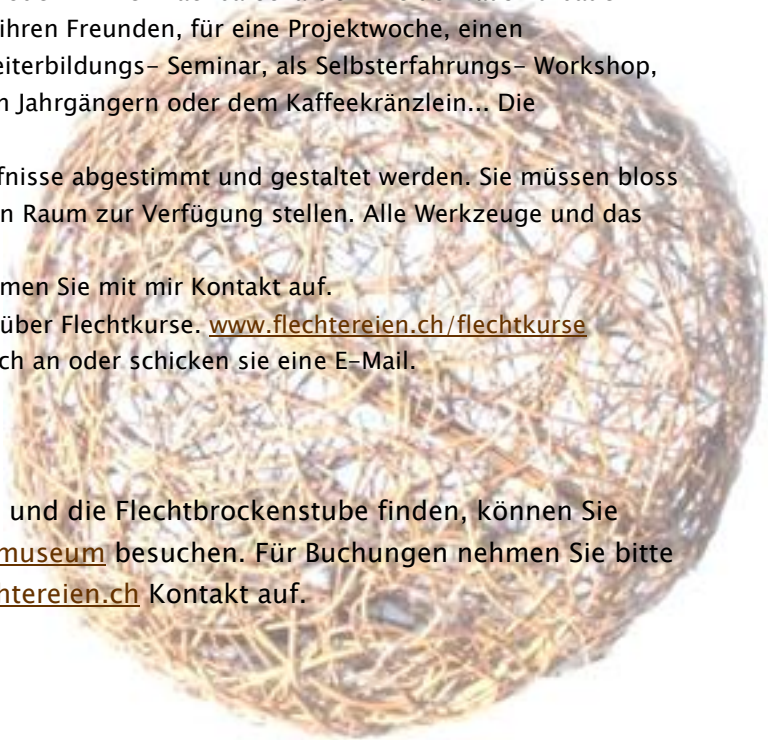 ihren Freunden, für eine Projektwoche, einen
eiterbildungs- Seminar, als Selbsterfahrungs- Workshop,
n Jahrgängern oder dem Kaffeekränzlein... Die
fnisse abgestimmt und gestaltet werden. Sie müssen bloss
n Raum zur Verfügung stellen. Alle Werkzeuge und das
men Sie mit mir Kontakt auf.
über Flechtkurse. www.flechtereien.ch/flechtkurse
ch an oder schicken sie eine E-Mail.
und die Flechtbrockenstube finden, können Sie
museum besuchen. Für Buchungen nehmen Sie bitte
htereien.ch Kontakt auf.